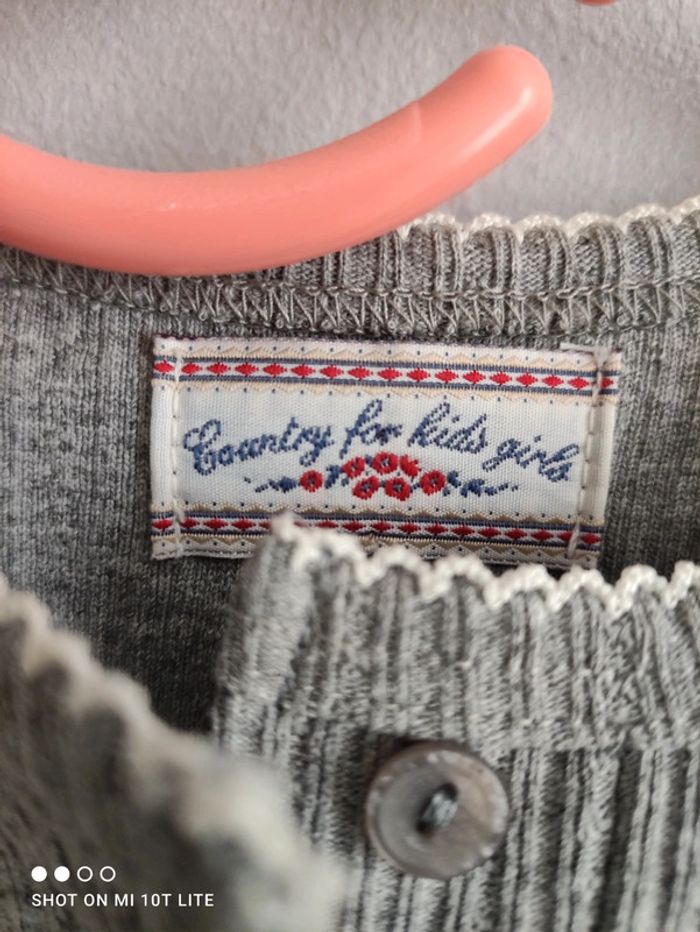 Country for kids girls
SHOT ON MI 10T LITE